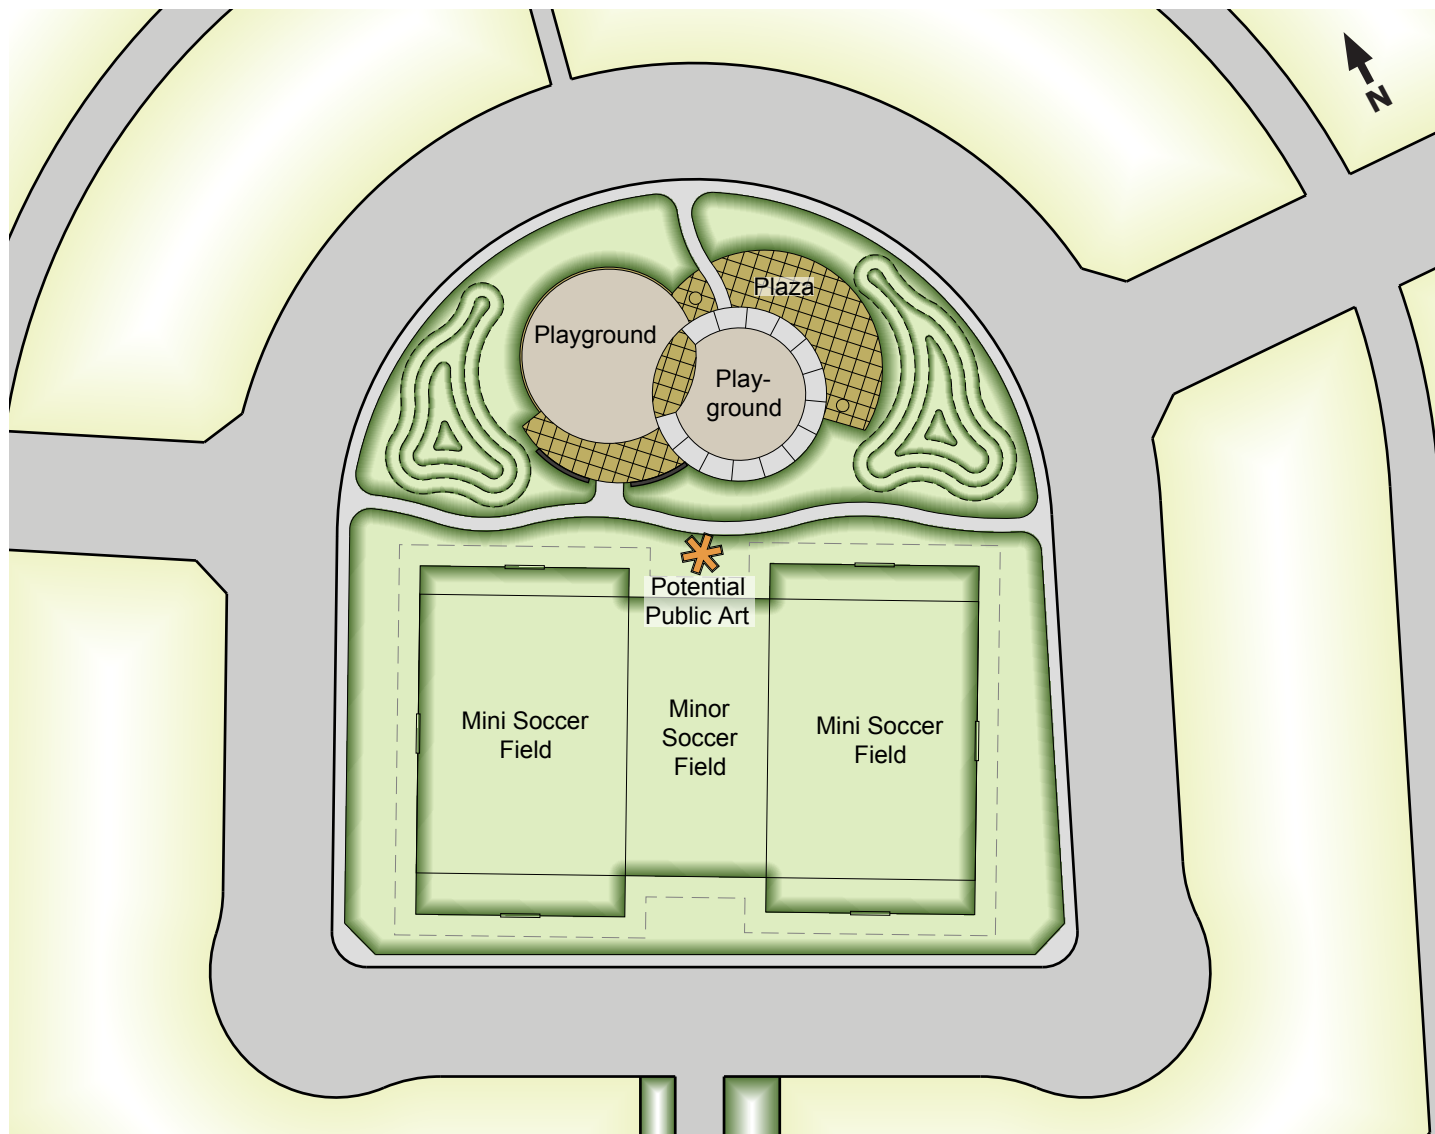 N
Plaza
Playground
Play-
ground
Potential
Public Art
Mini Soccer
Field
Minor
Soccer
Field
Mini Soccer
Field